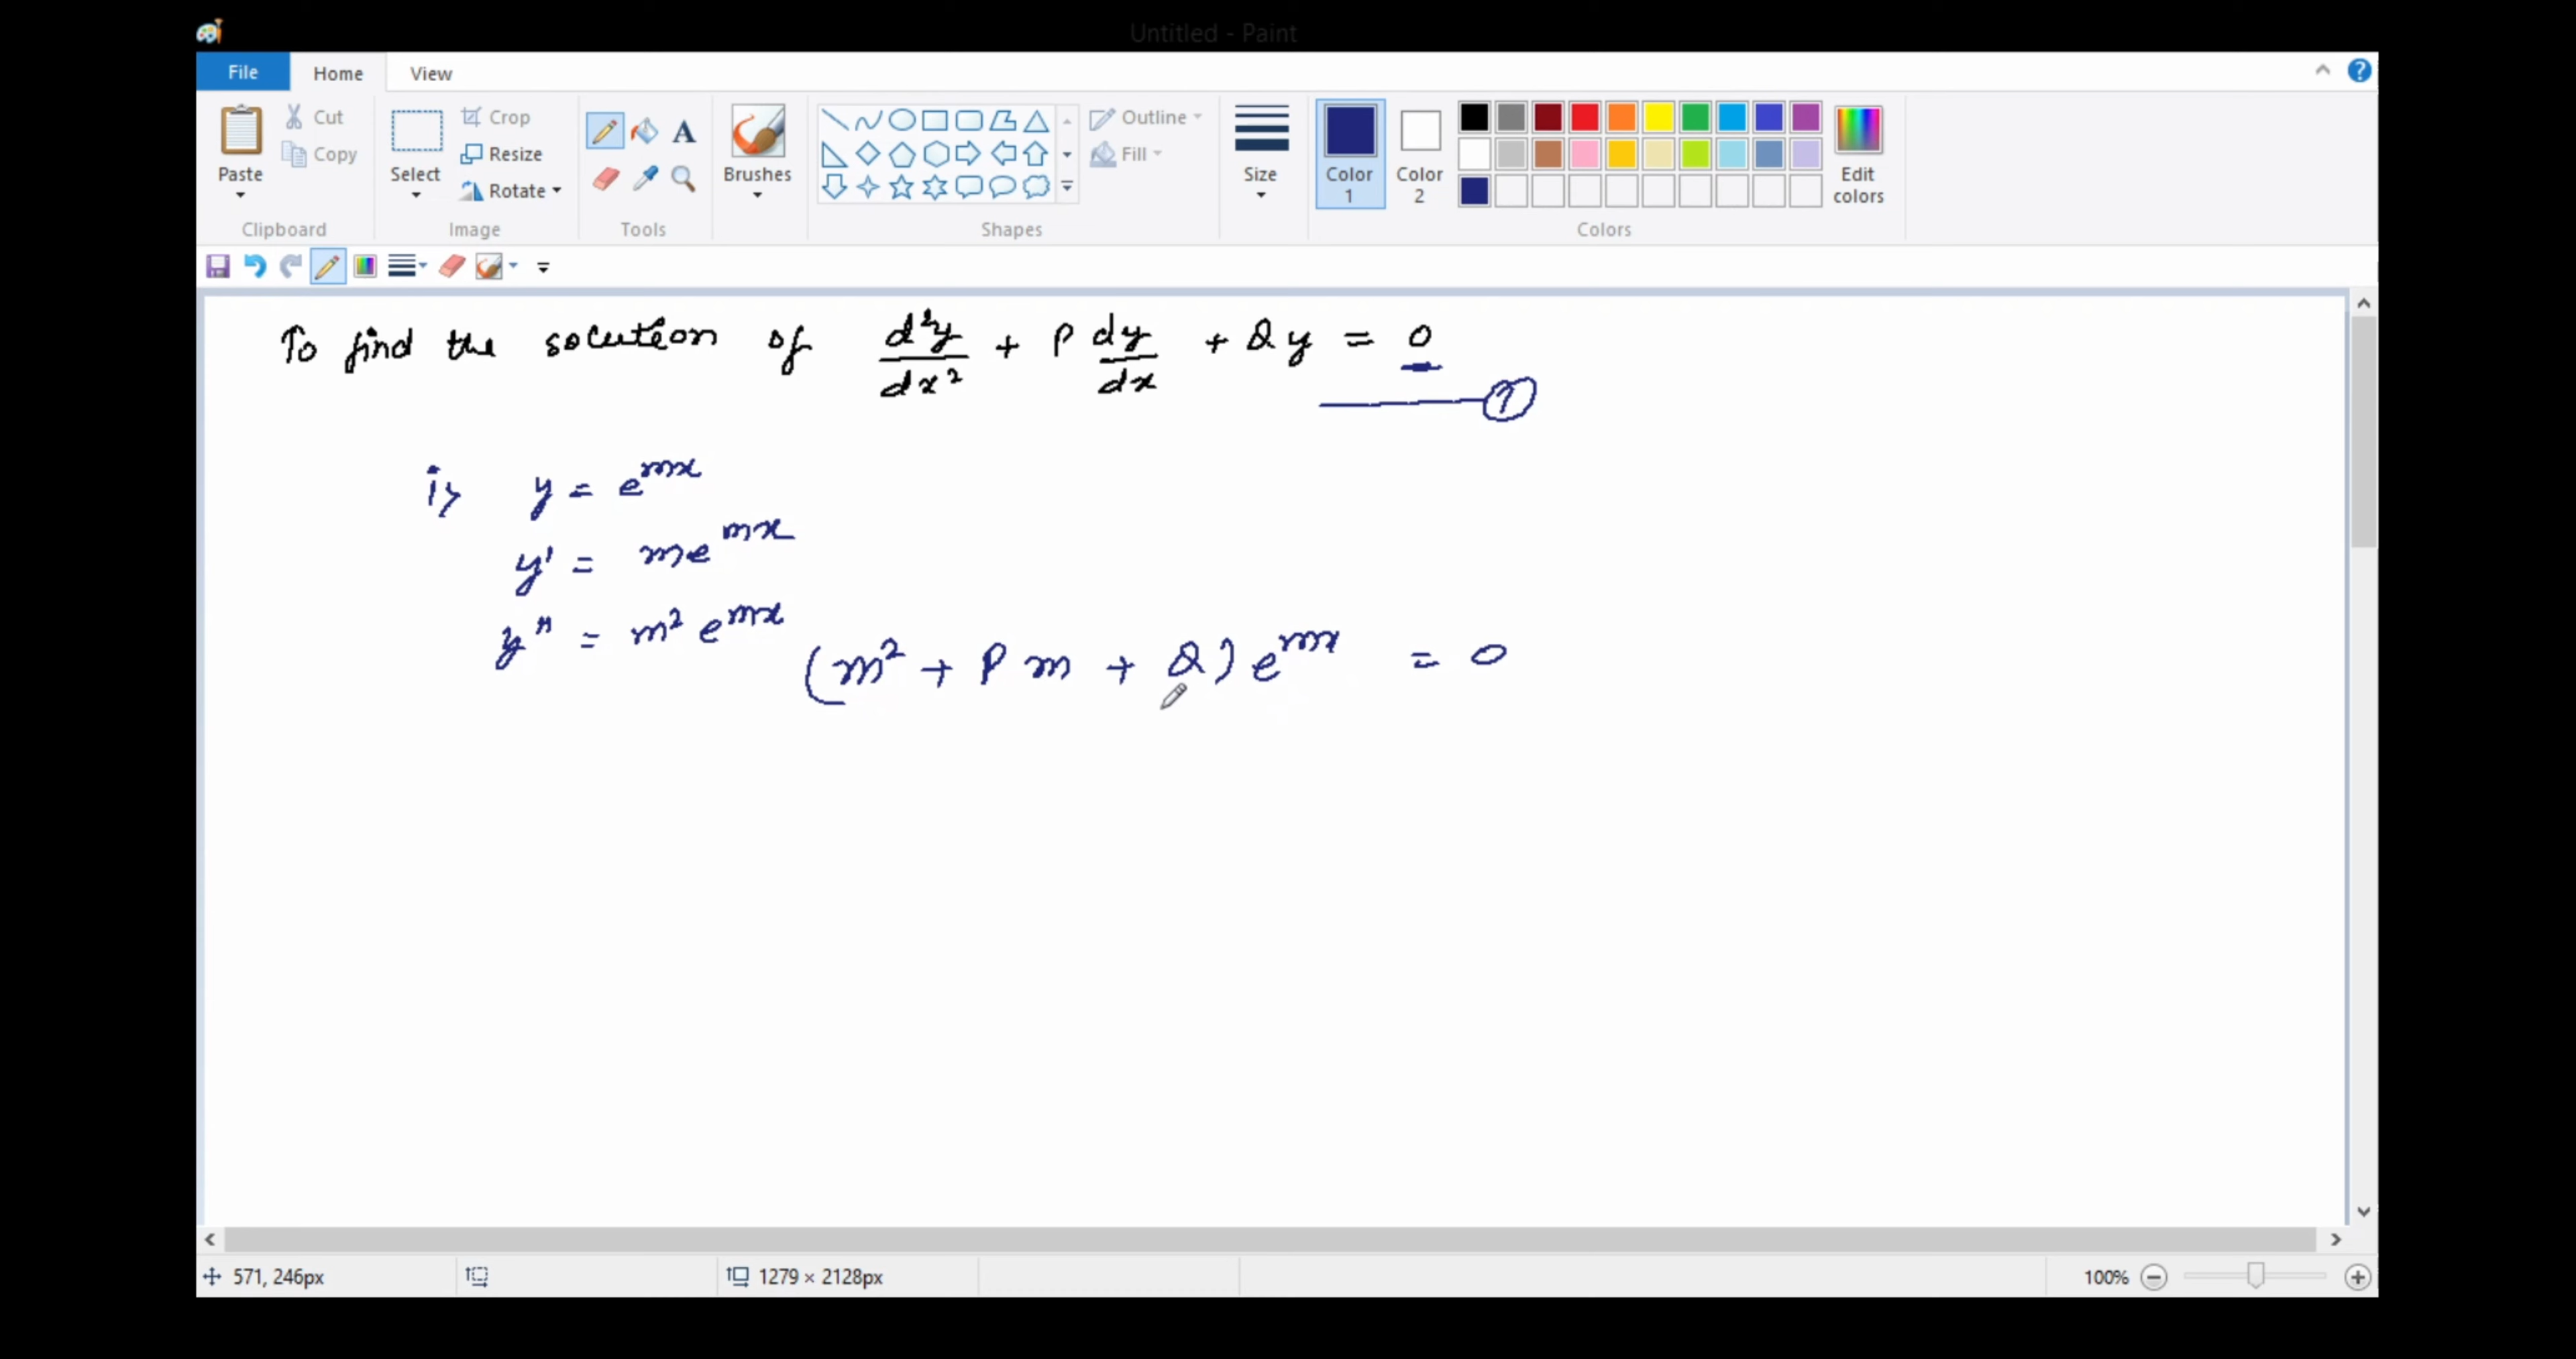 Untitled - Paint
File Home View
Paste Cut Copy Select Crop Resize Rotate A Brushes Outline Fill Size Color 1 Color 2 Edit colors
Clipboard Image Tools Shapes Colors
To find the solution of d²y/dx² + P dy/dx + Qy = 0
①
i> y = e^{mx}
y' = me^{mx}
y'' = m² e^{mx}
(m² + Pm + Q) e^{mx} = 0
571, 246px 1279 × 2128px 100%